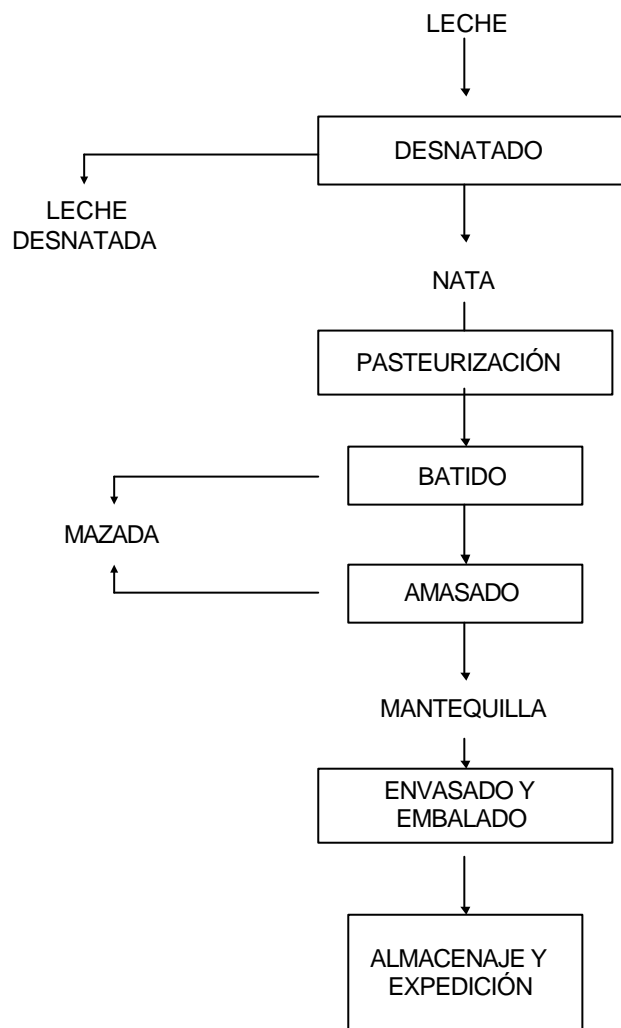 LECHE
DESNATADO
LECHE
DESNATADA
NATA
PASTEURIZACIÓN
BATIDO
MAZADA
AMASADO
MANTEQUILLA
ENVASADO Y
EMBALADO
ALMACENAJE Y
EXPEDICIÓN